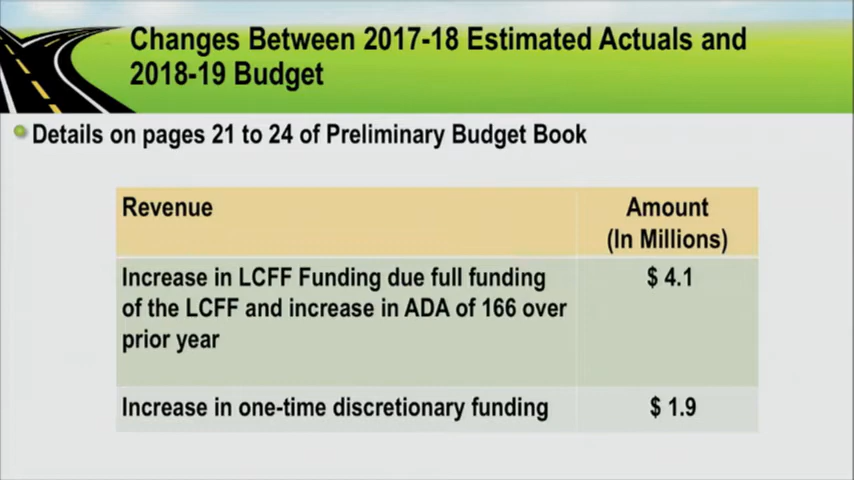 Changes Between 2017-18 Estimated Actuals and
2018-19 Budget
Details on pages 21 to 24 of Preliminary Budget Book
Revenue
Amount
(In Millions)
Increase in LCFF Funding due full funding
of the LCFF and increase in ADA of 166 over
prior year
$ 4.1
Increase in one-time discretionary funding
$ 1.9